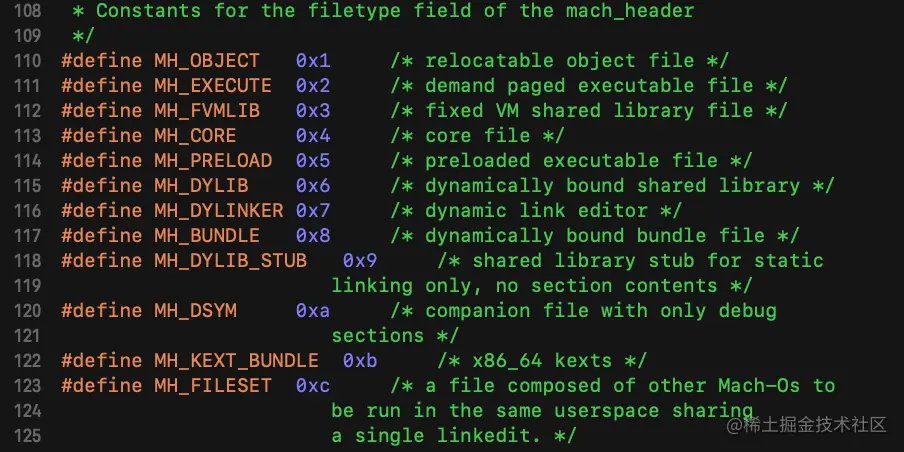 108 * Constants for the filetype field of the mach_header
109 */
110 #define MH_OBJECT 0x1 /* relocatable object file */
111 #define MH_EXECUTE 0x2 /* demand paged executable file */
112 #define MH_FVMLIB 0x3 /* fixed VM shared library file */
113 #define MH_CORE 0x4 /* core file */
114 #define MH_PRELOAD 0x5 /* preloaded executable file */
115 #define MH_DYLIB 0x6 /* dynamically bound shared library */
116 #define MH_DYLINKER 0x7 /* dynamic link editor */
117 #define MH_BUNDLE 0x8 /* dynamically bound bundle file */
118 #define MH_DYLIB_STUB 0x9 /* shared library stub for static
119 linking only, no section contents */
120 #define MH_DSYM 0xa /* companion file with only debug
121 sections */
122 #define MH_KEXT_BUNDLE 0xb /* x86_64 kexts */
123 #define MH_FILESET 0xc /* a file composed of other Mach-Os to
124 be run in the same userspace sharing
125 a single linkedit. */
@稀土掘金技术社区